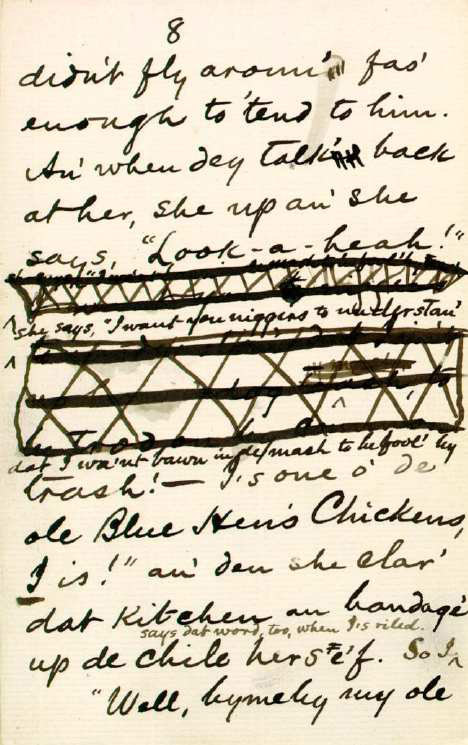 8
didn't fly aroun' fas'
enough to 'tend to him.
An' when dey talk' back
at her, she up an' she
says, "Look-a-heah!"
she says, "I want you niggers to understan'
dat I wa'nt bawn in de mash to be fool' by
trash! — I's one o' de
ole Blue Hen's Chickens,
I is!" an' den she clar'
dat kitchen an bandage'
says dat word, too, when I's riled.
up de chile herse'f. So I
"Well, bymeby my ole